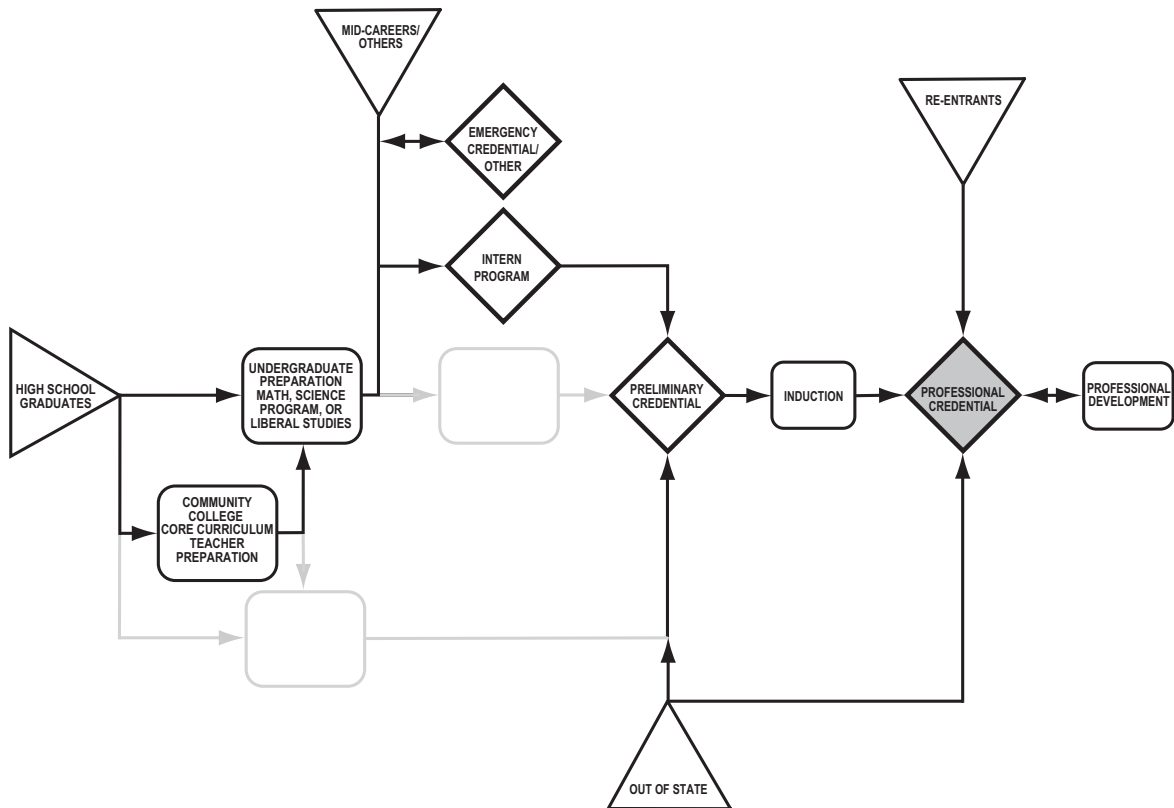 MID-CAREERS/
OTHERS
RE-ENTRANTS
EMERGENCY
CREDENTIAL/
OTHER
INTERN
PROGRAM
HIGH SCHOOL
GRADUATES
UNDERGRADUATE
PREPARATION
MATH, SCIENCE
PROGRAM, OR
LIBERAL STUDIES
PRELIMINARY
CREDENTIAL
INDUCTION
PROFESSIONAL
CREDENTIAL
PROFESSIONAL
DEVELOPMENT
COMMUNITY
COLLEGE
CORE CURRICULUM
TEACHER
PREPARATION
OUT OF STATE